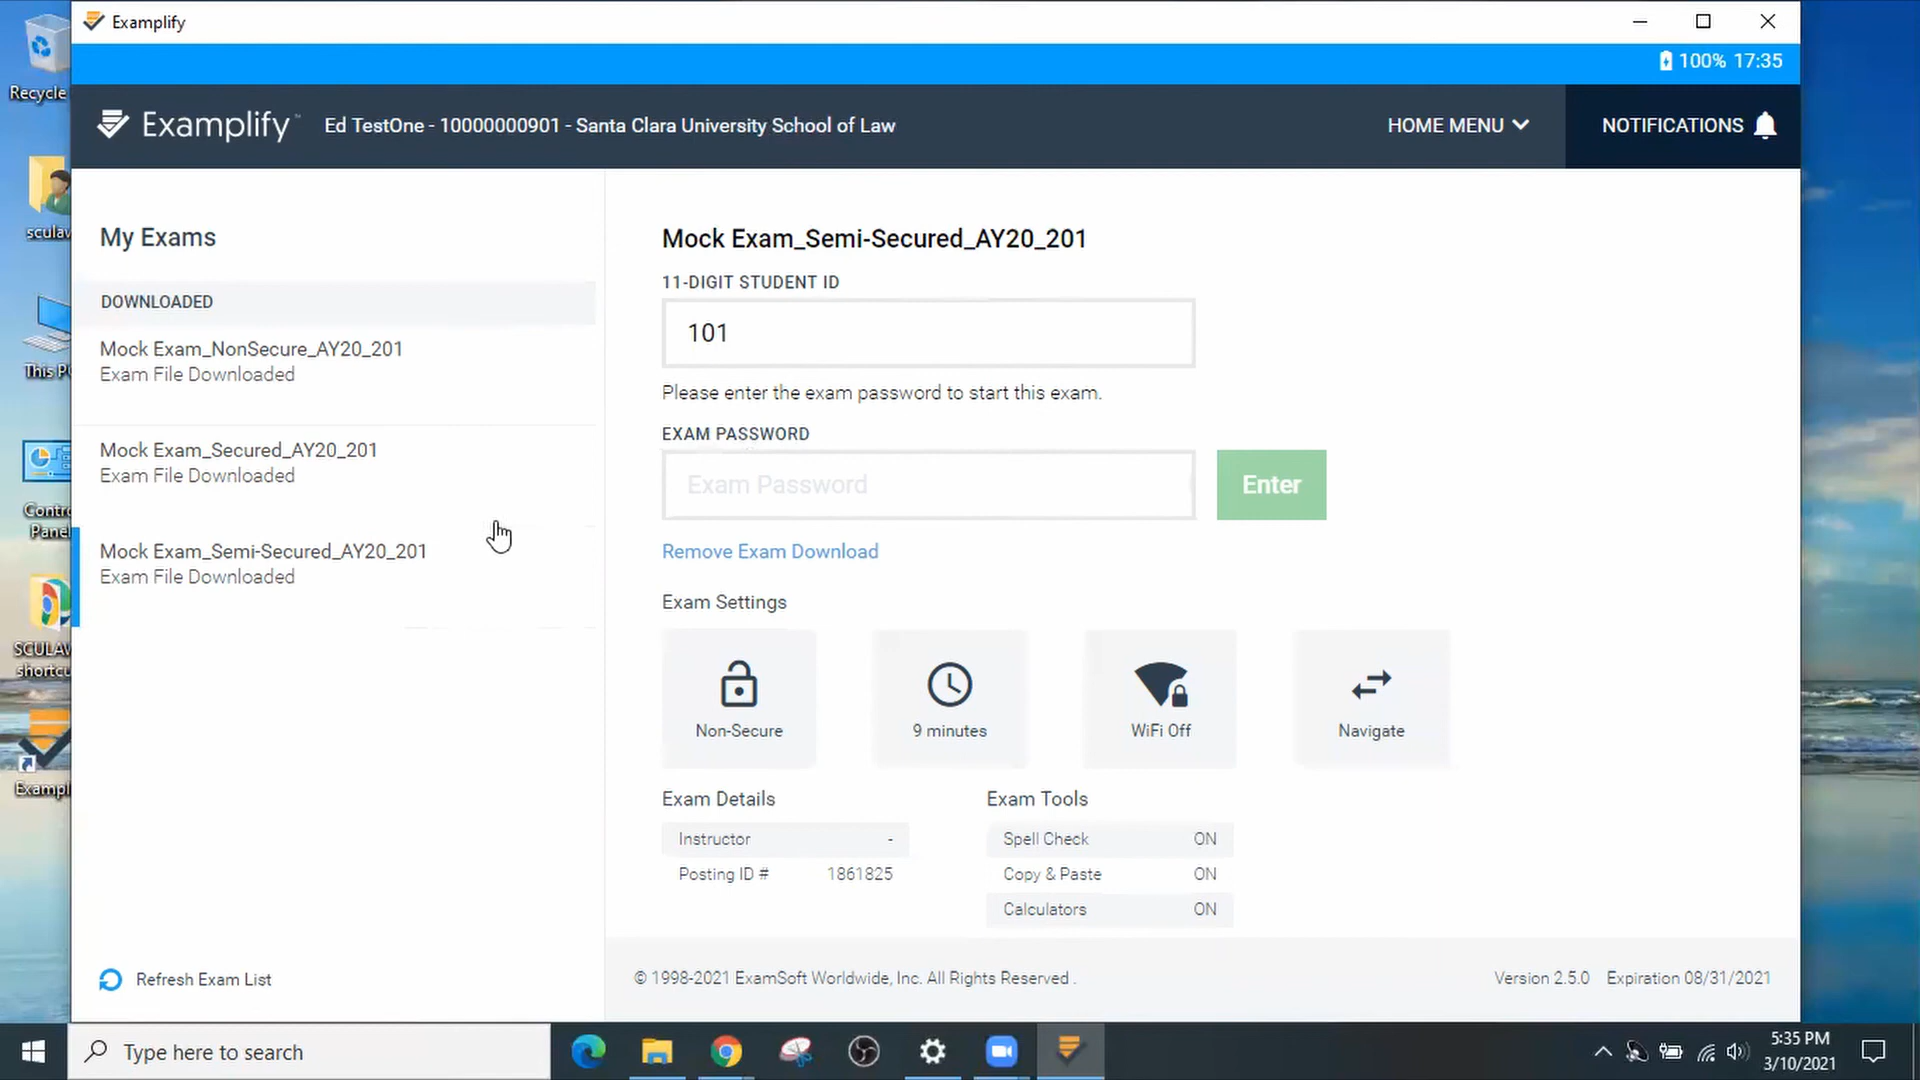 Examplify
100% 17:35
Examplify™
Ed TestOne - 10000000901 - Santa Clara University School of Law
HOME MENU
NOTIFICATIONS
Recycle
sculaw
This PC
Contro
Panel
SCULAW
shortcu
Exampl
My Exams
DOWNLOADED
Mock Exam_NonSecure_AY20_201
Exam File Downloaded
Mock Exam_Secured_AY20_201
Exam File Downloaded
Mock Exam_Semi-Secured_AY20_201
Exam File Downloaded
Refresh Exam List
Mock Exam_Semi-Secured_AY20_201
11-DIGIT STUDENT ID
101
Please enter the exam password to start this exam.
EXAM PASSWORD
Exam Password
Enter
Remove Exam Download
Exam Settings
Non-Secure
9 minutes
WiFi Off
Navigate
Exam Details
Instructor -
Posting ID # 1861825
Exam Tools
Spell Check ON
Copy & Paste ON
Calculators ON
© 1998-2021 ExamSoft Worldwide, Inc. All Rights Reserved .
Version 2.5.0 Expiration 08/31/2021
Type here to search
5:35 PM
3/10/2021